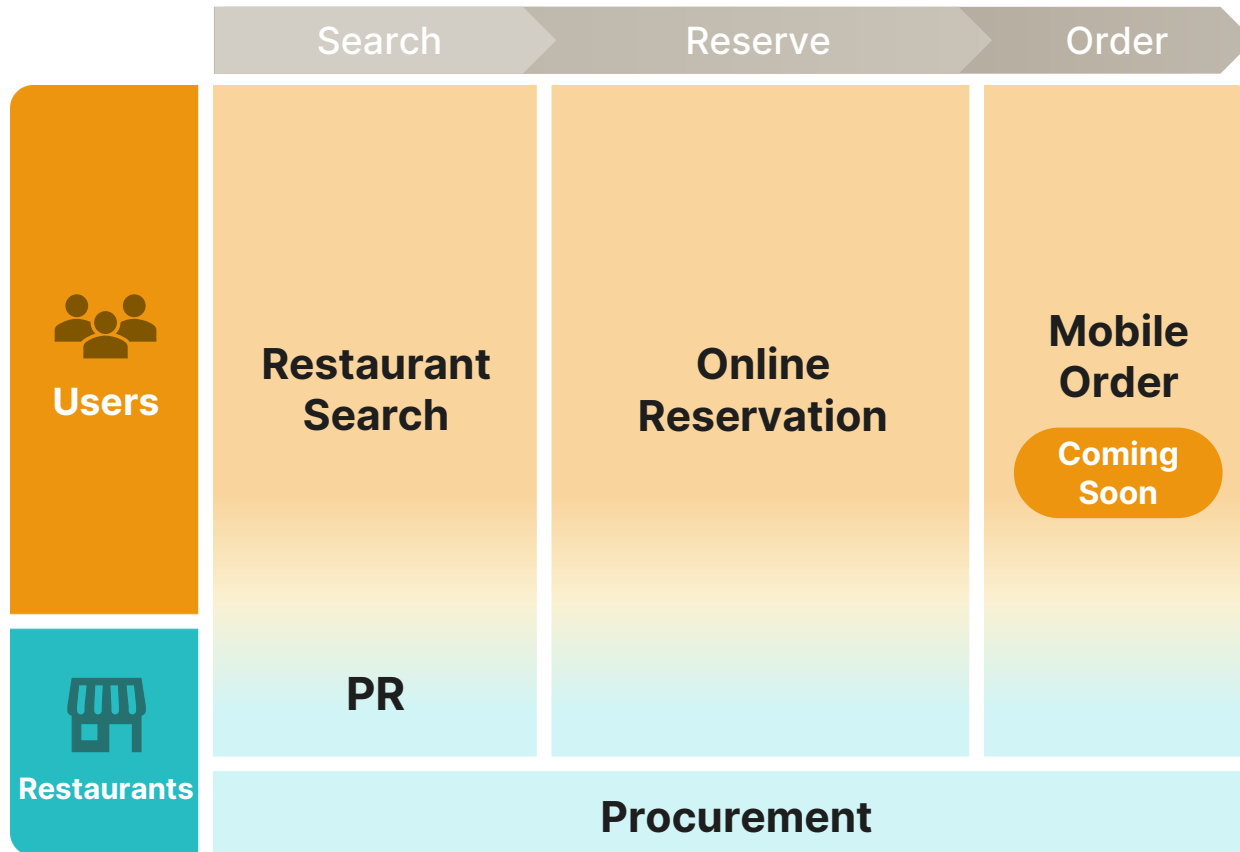 Search
Reserve
Order
Users
Restaurant
Search
Online
Reservation
Mobile
Order
Coming
Soon
PR
Restaurants
Procurement